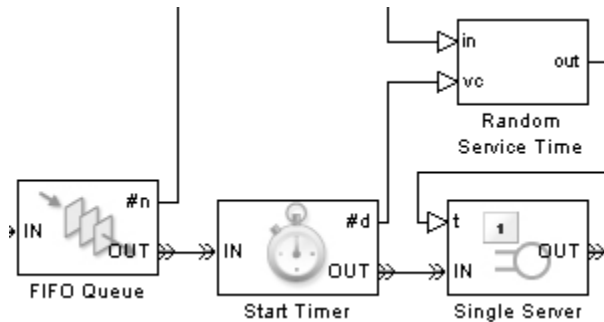 in
out
vc
Random
Service Time
#n
IN
OUT
FIFO Queue
#d
IN
OUT
Start Timer
t
1
OUT
IN
Single Server